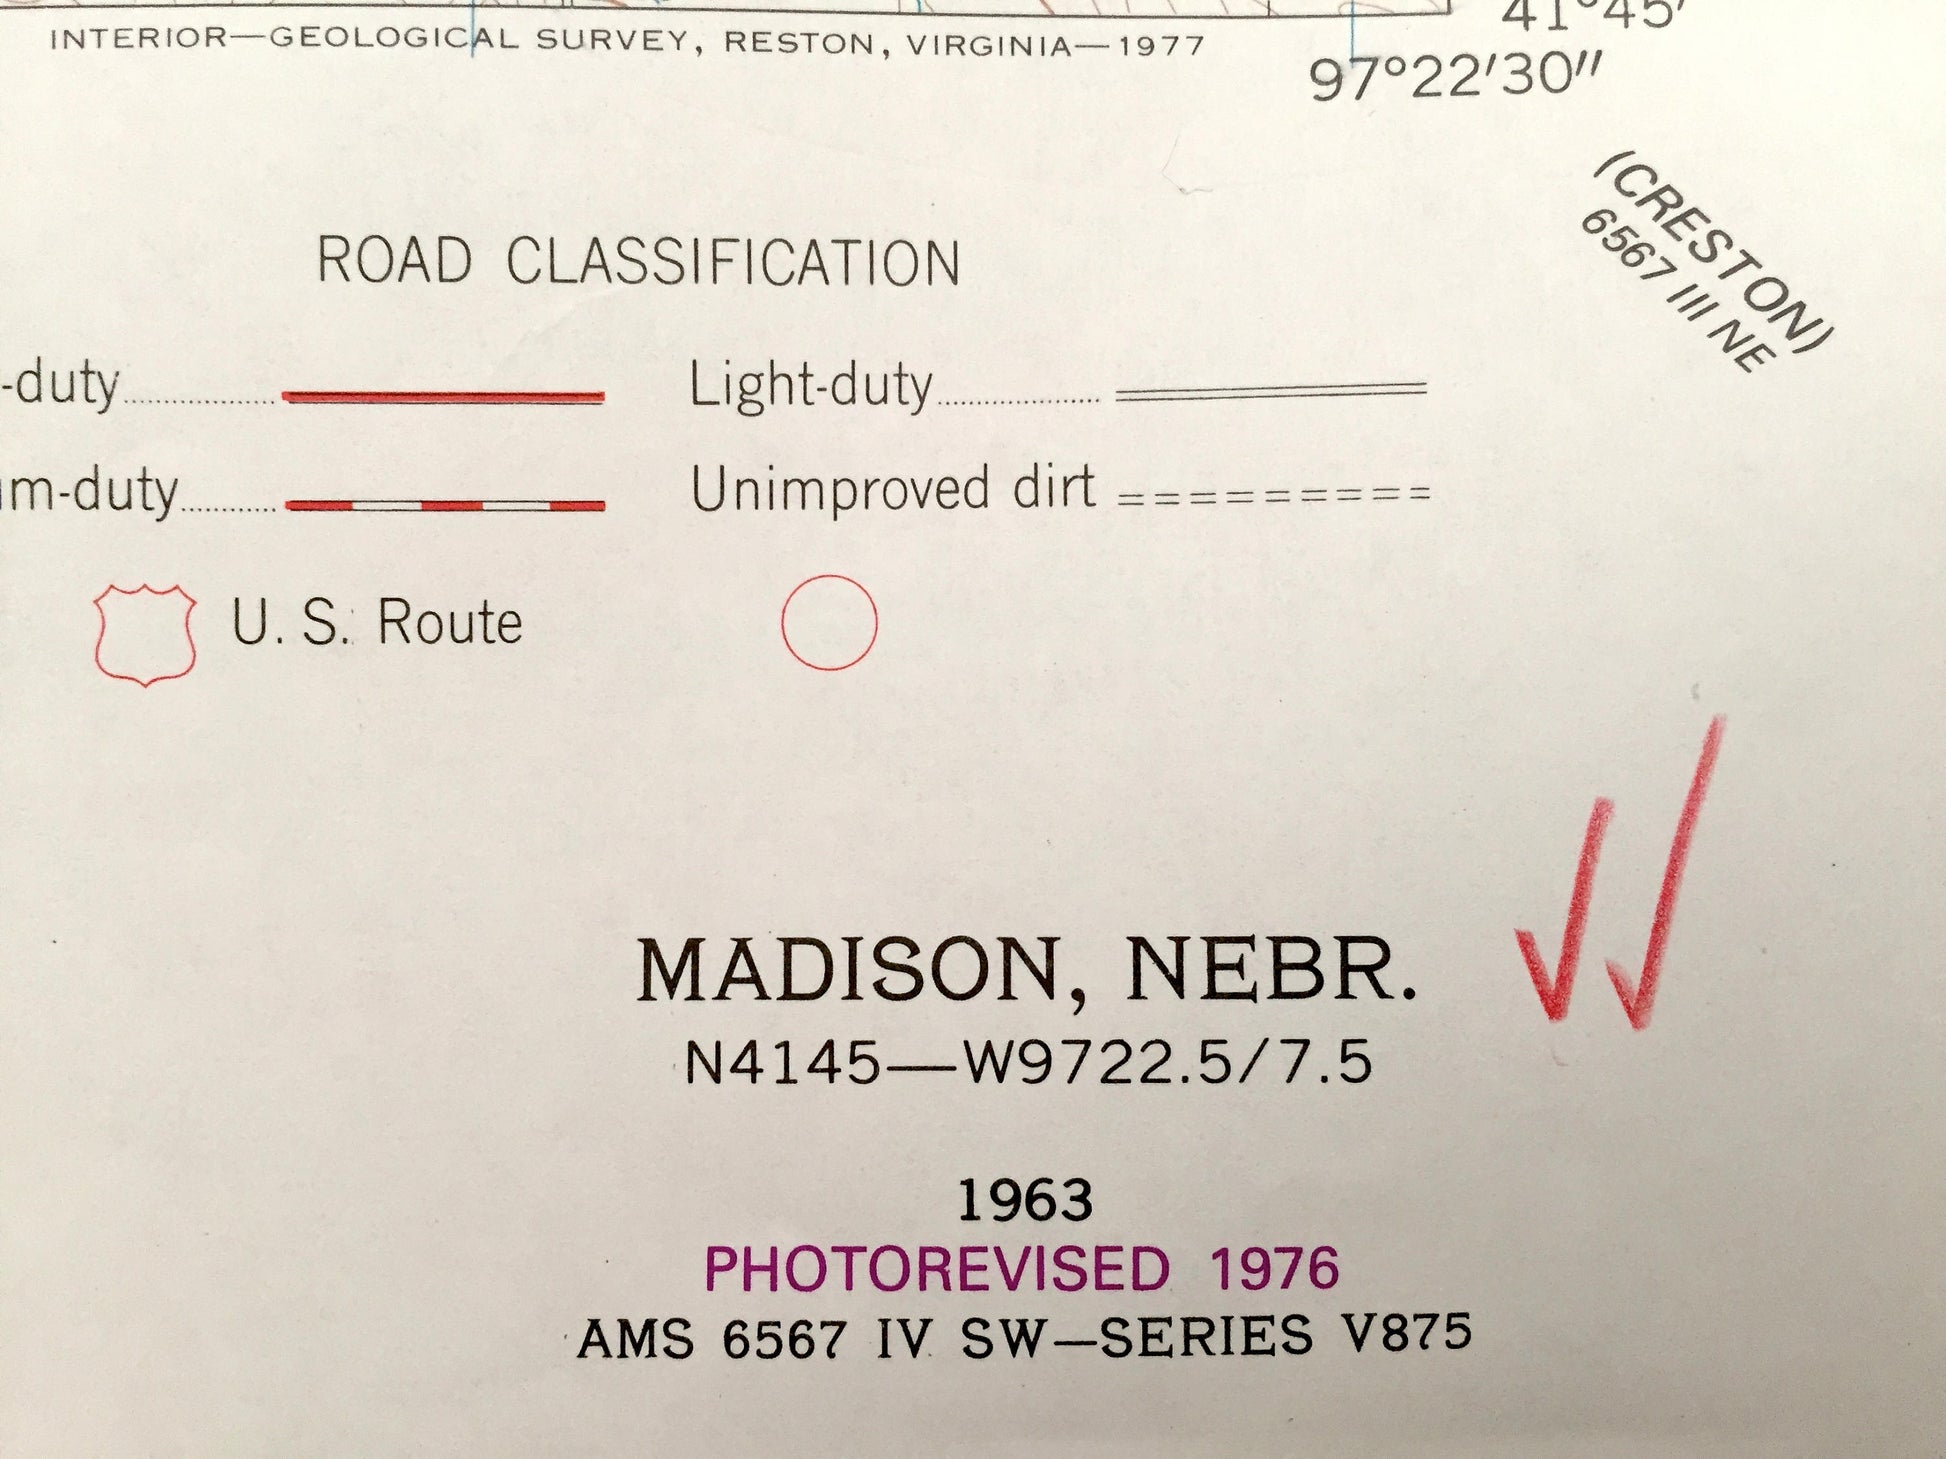 41°45'
INTERIOR—GEOLOGICAL SURVEY, RESTON, VIRGINIA—1977
97°22'30"
(CRESTON)
6567 III NE
ROAD CLASSIFICATION
-duty
Light-duty
m-duty
Unimproved dirt
U. S. Route
MADISON, NEBR.
N4145—W9722.5/7.5
1963
PHOTOREVISED 1976
AMS 6567 IV SW—SERIES V875